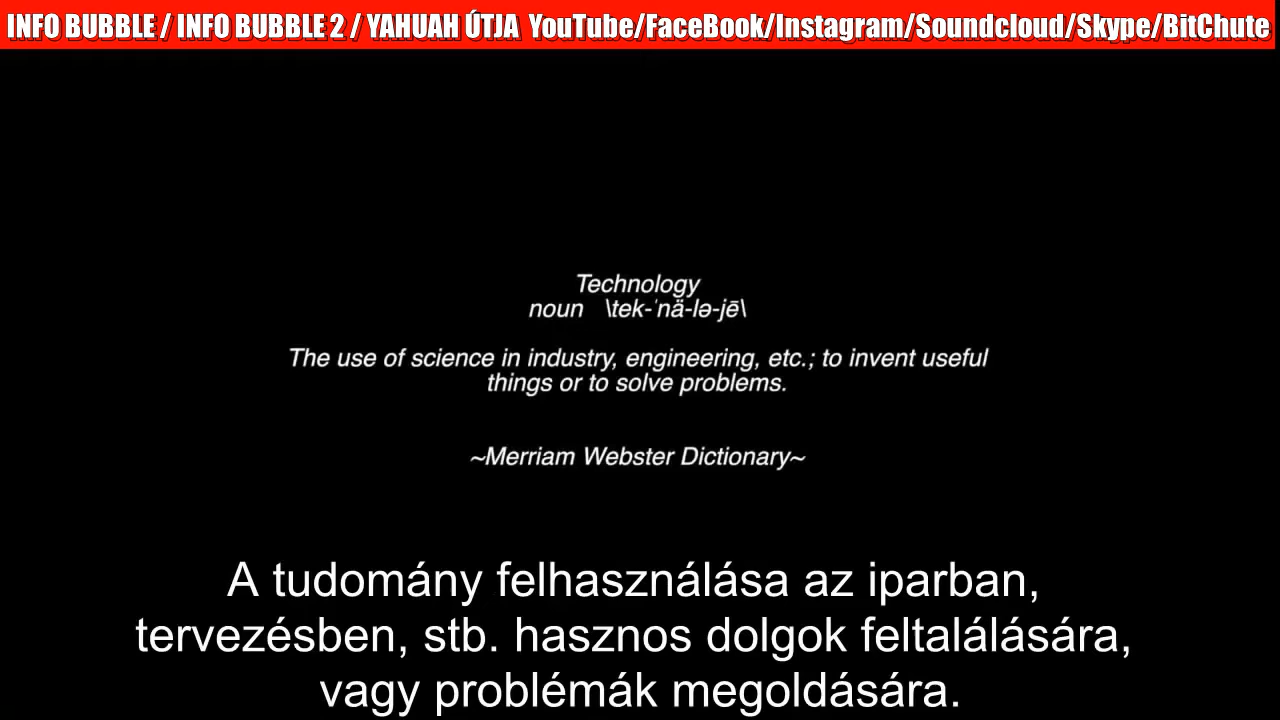 INFO BUBBLE / INFO BUBBLE 2 / YAHUAH ÚTJA YouTube/FaceBook/Instagram/Soundcloud/Skype/BitChute
Technology
noun \tek-ˈnä-lə-jē\
The use of science in industry, engineering, etc.; to invent useful
things or to solve problems.
~Merriam Webster Dictionary~
A tudomány felhasználása az iparban,
tervezésben, stb. hasznos dolgok feltalálására,
vagy problémák megoldására.